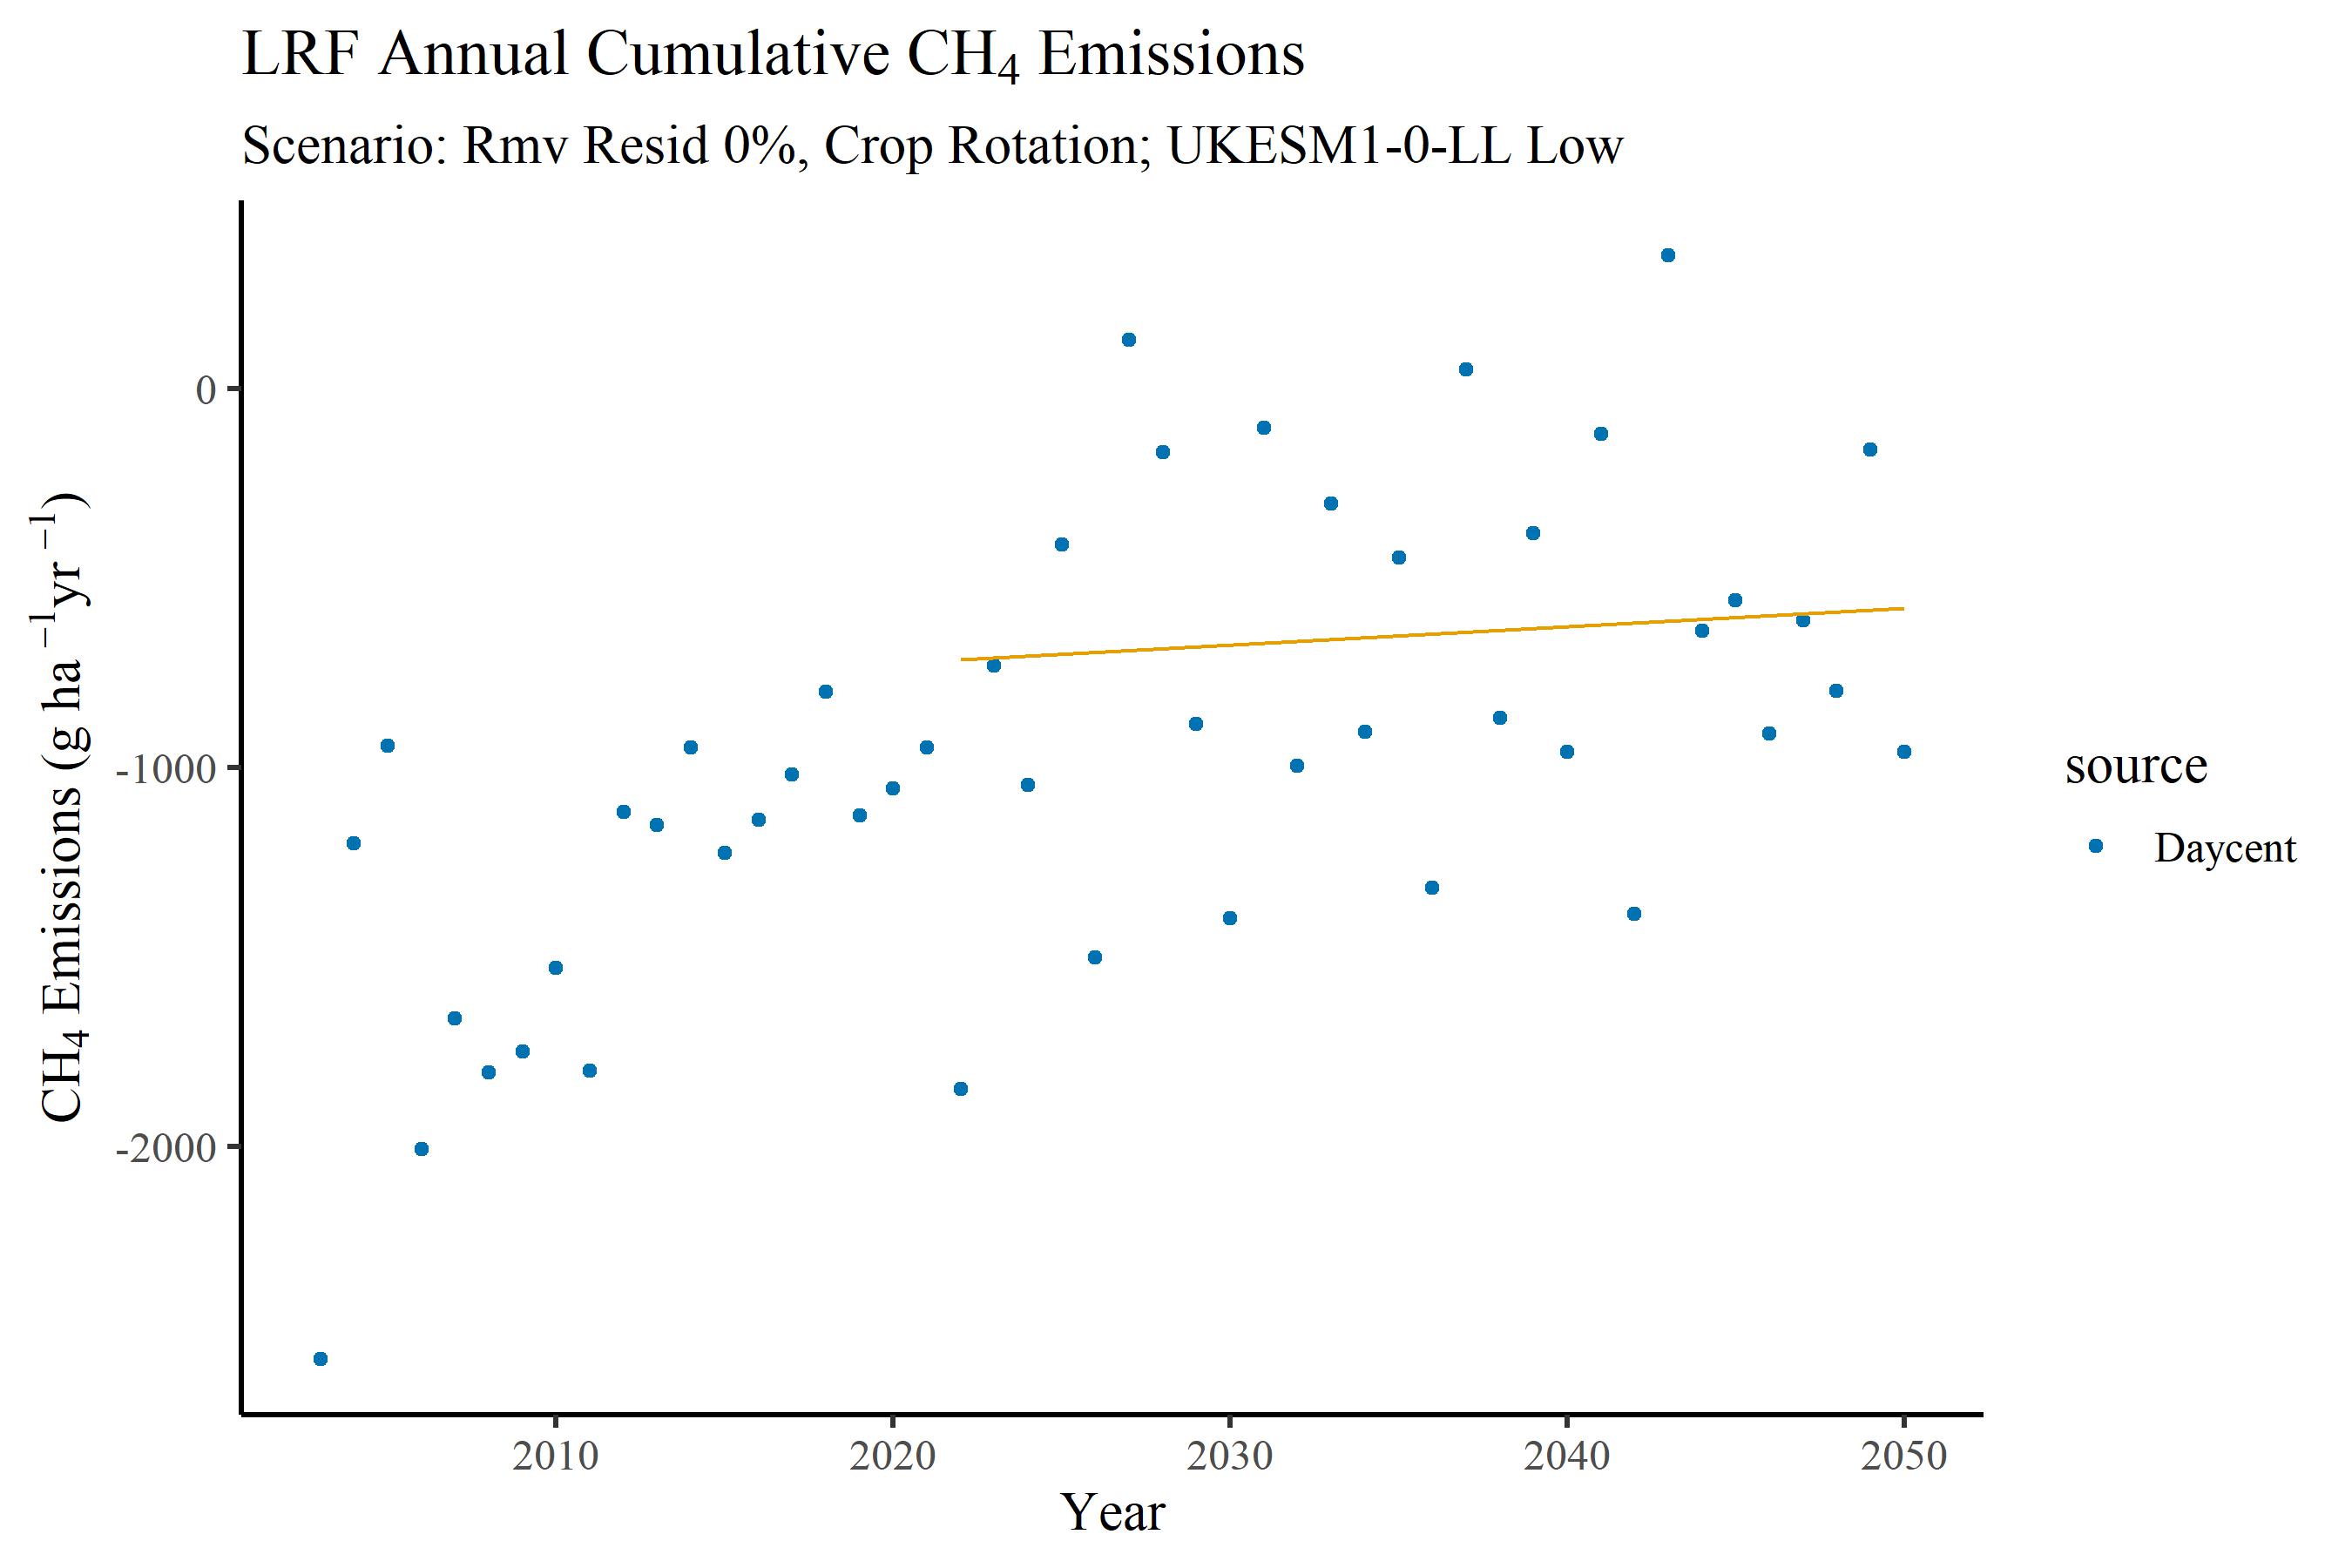 LRF Annual Cumulative CH₄ Emissions
Scenario: Rmv Resid 0%, Crop Rotation; UKESM1-0-LL Low
CH₄ Emissions (g ha ⁻¹yr ⁻¹)
0
-1000
-2000
2010 2020 2030 2040 2050
Year
source
Daycent